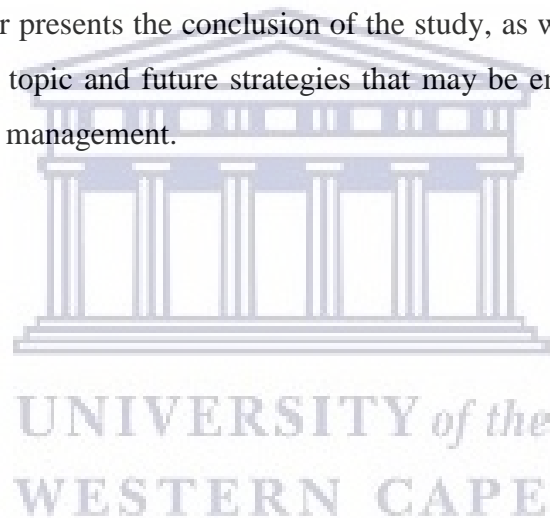 r presents the conclusion of the study, as w
topic and future strategies that may be en
management.
UNIVERSITY of the
WESTERN CAPE